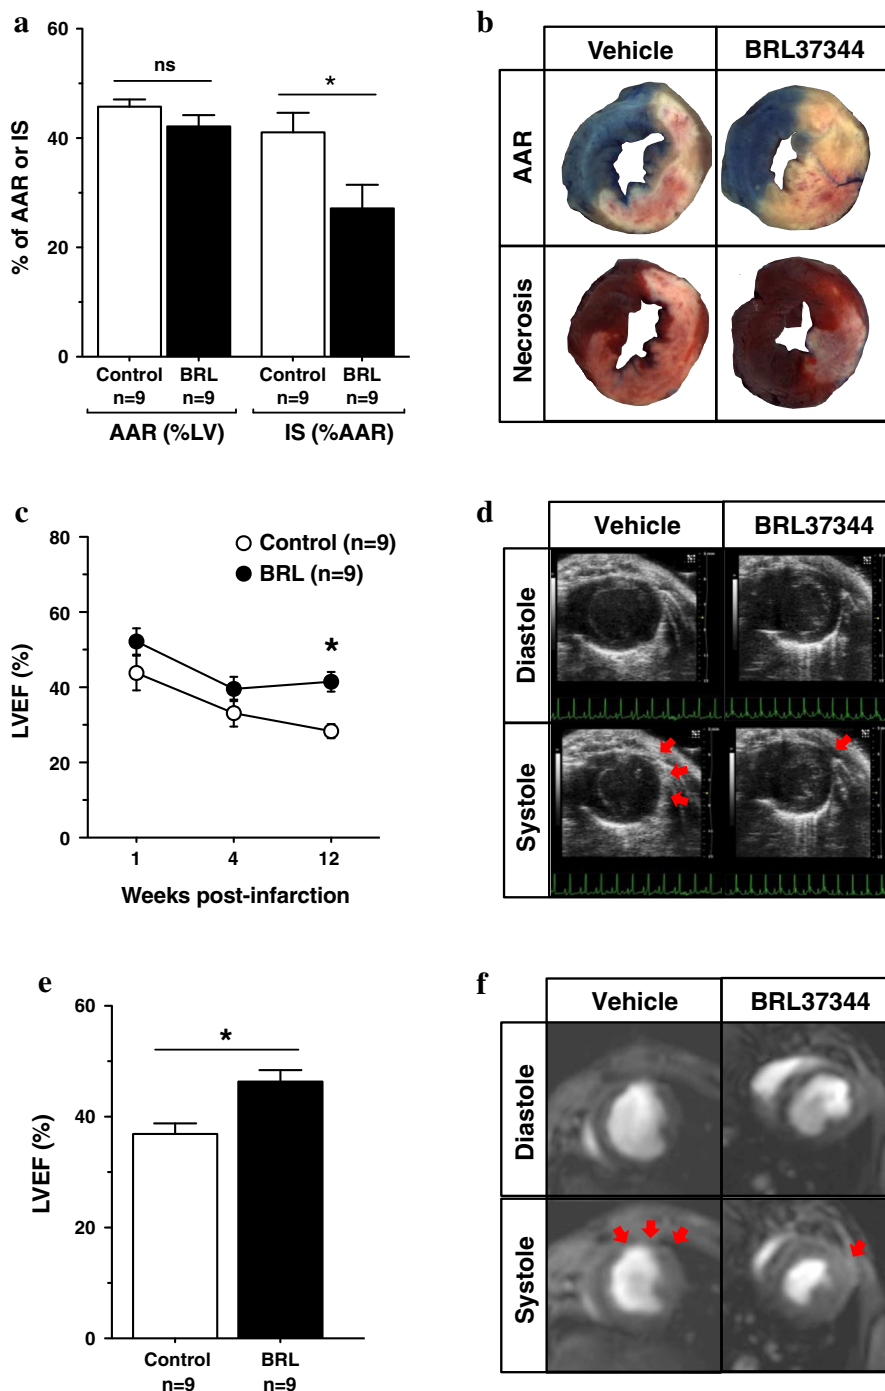 a
60
40
20
0
% of AAR or IS
ns
*
Control
n=9
BRL
n=9
Control
n=9
BRL
n=9
AAR (%LV)
IS (%AAR)
b
Vehicle
BRL37344
AAR
Necrosis
c
80
60
40
20
0
LVEF (%)
Control (n=9)
BRL (n=9)
*
1
4
12
Weeks post-infarction
d
Vehicle
BRL37344
Diastole
Systole
e
60
40
20
0
LVEF (%)
*
Control
n=9
BRL
n=9
f
Vehicle
BRL37344
Diastole
Systole